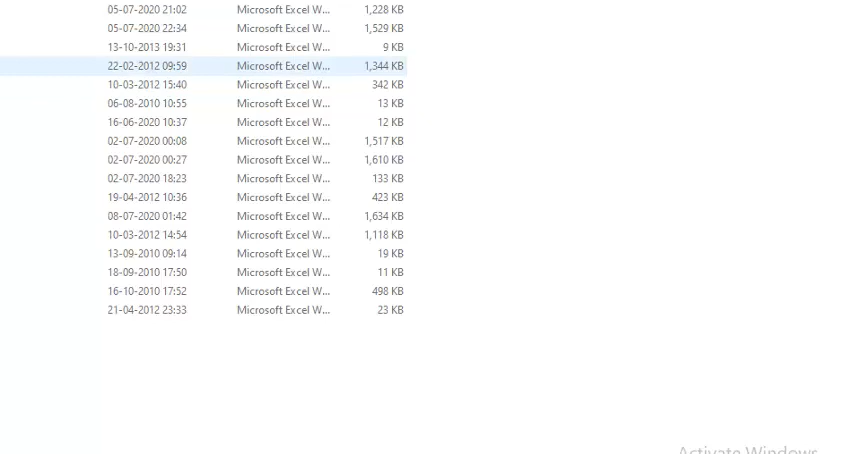 05-07-2020 21:02 Microsoft Excel W... 1,228 KB
05-07-2020 22:34 Microsoft Excel W... 1,529 KB
13-10-2013 19:31 Microsoft Excel W... 9 KB
22-02-2012 09:59 Microsoft Excel W... 1,344 KB
10-03-2012 15:40 Microsoft Excel W... 342 KB
06-08-2010 10:55 Microsoft Excel W... 13 KB
16-06-2020 10:37 Microsoft Excel W... 12 KB
02-07-2020 00:08 Microsoft Excel W... 1,517 KB
02-07-2020 00:27 Microsoft Excel W... 1,610 KB
02-07-2020 18:23 Microsoft Excel W... 133 KB
19-04-2012 10:36 Microsoft Excel W... 423 KB
08-07-2020 01:42 Microsoft Excel W... 1,634 KB
10-03-2012 14:54 Microsoft Excel W... 1,118 KB
13-09-2010 09:14 Microsoft Excel W... 19 KB
18-09-2010 17:50 Microsoft Excel W... 11 KB
16-10-2010 17:52 Microsoft Excel W... 498 KB
21-04-2012 23:33 Microsoft Excel W... 23 KB
Activate Windows